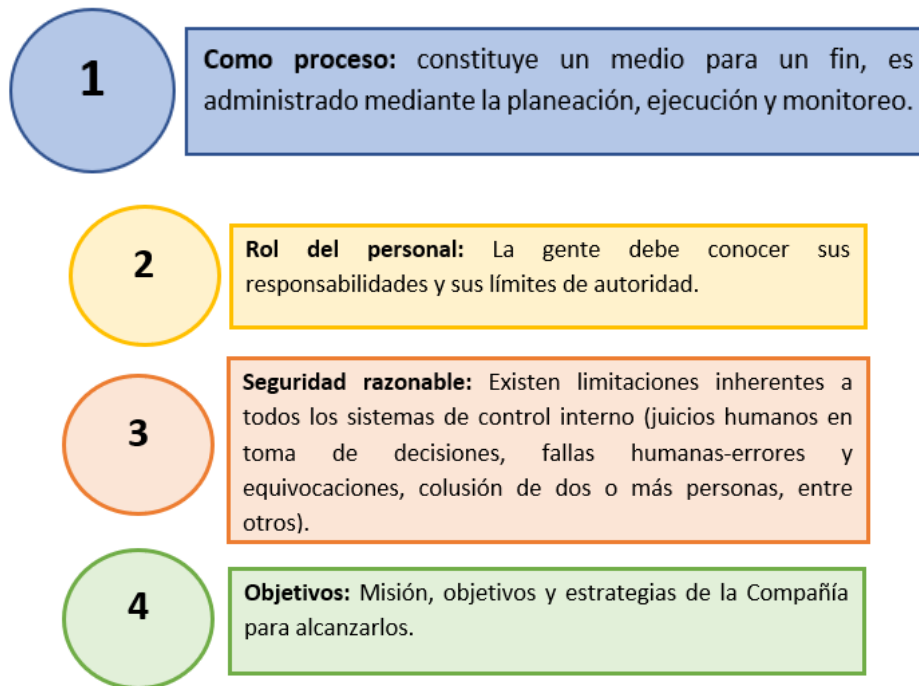 1
Como proceso: constituye un medio para un fin, es
administrado mediante la planeación, ejecución y monitoreo.
2
Rol del personal: La gente debe conocer sus
responsabilidades y sus límites de autoridad.
3
Seguridad razonable: Existen limitaciones inherentes a
todos los sistemas de control interno (juicios humanos en
toma de decisiones, fallas humanas-errores y
equivocaciones, colusión de dos o más personas, entre
otros).
4
Objetivos: Misión, objetivos y estrategias de la Compañía
para alcanzarlos.